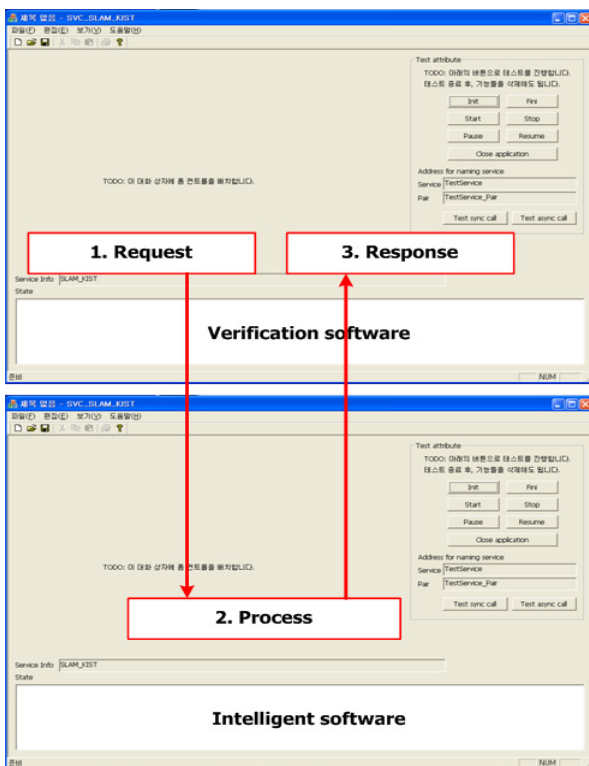 제목 없음 - SVC_SLAM_KIST
파일(F) 편집(E) 보기(V) 도움말(H)
Test attribute
TODO: 아래의 버튼으로 테스트를 진행합니다.
테스트 종료 후, 기능들을 삭제해도 됩니다.
Init Fini
Start Stop
Pause Resume
Close application
Address for naming service
Service TestService
Pair TestService_Pair
Test sync call Test async call
TODO: 이 대화 상자에 폼 컨트롤을 배치합니다.
1. Request
3. Response
Service Info SLAM_KIST
State
Verification software
준비 NUM
제목 없음 - SVC_SLAM_KIST
파일(F) 편집(E) 보기(V) 도움말(H)
Test attribute
TODO: 아래의 버튼으로 테스트를 진행합니다.
테스트 종료 후, 기능들을 삭제해도 됩니다.
Init Fini
Start Stop
Pause Resume
Close application
Address for naming service
Service TestService
Pair TestService_Pair
Test sync call Test async call
TODO: 이 대화 상자에 폼 컨트롤을 배치합니다.
2. Process
Service Info SLAM_KIST
State
Intelligent software
준비 NUM